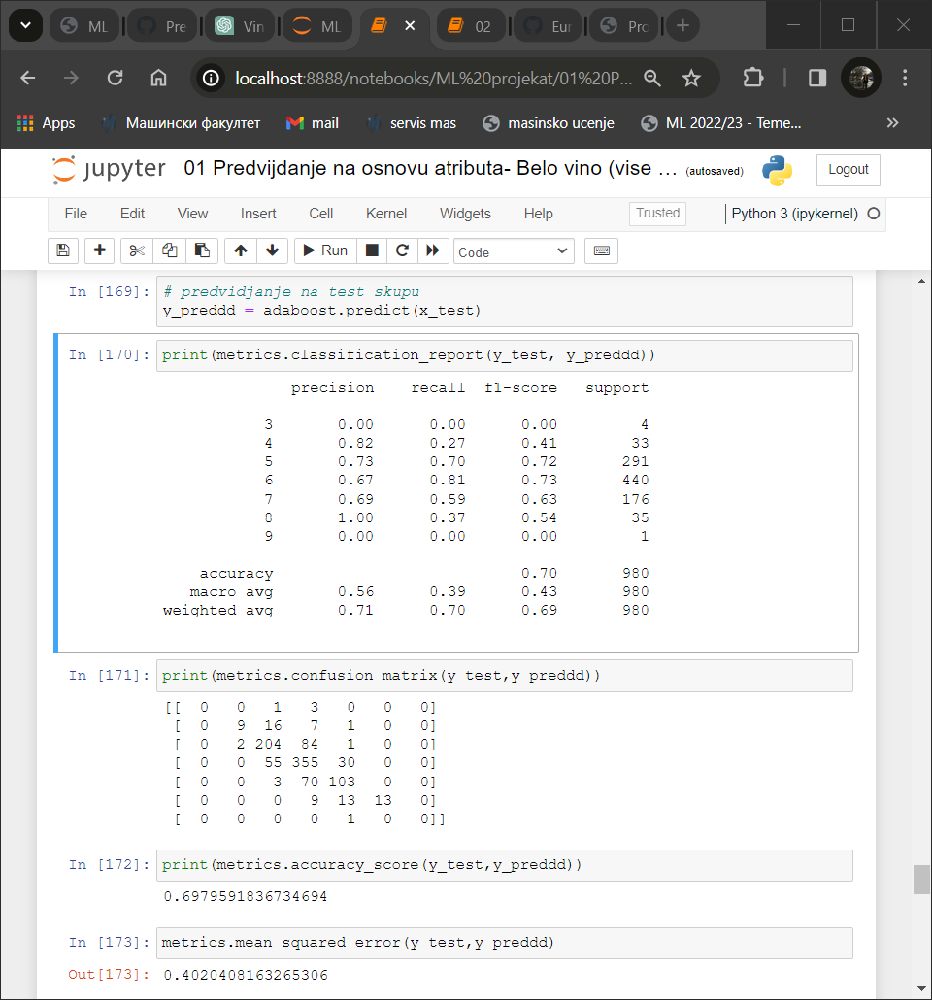 ML Pre Vin ML 02 Eur Pro
localhost:8888/notebooks/ML%20projekat/01%20P...
Apps Машински факултет mail servis mas masinsko ucenje ML 2022/23 - Teme...
jupyter 01 Predvijdanje na osnovu atributa- Belo vino (vise ... (autosaved) Logout
File Edit View Insert Cell Kernel Widgets Help Trusted Python 3 (ipykernel)
Run Code
In [169]: # predvidjanje na test skupu
y_preddd = adaboost.predict(x_test)
In [170]: print(metrics.classification_report(y_test, y_preddd))
precision recall f1-score support
3 0.00 0.00 0.00 4
4 0.82 0.27 0.41 33
5 0.73 0.70 0.72 291
6 0.67 0.81 0.73 440
7 0.69 0.59 0.63 176
8 1.00 0.37 0.54 35
9 0.00 0.00 0.00 1
accuracy 0.70 980
macro avg 0.56 0.39 0.43 980
weighted avg 0.71 0.70 0.69 980
In [171]: print(metrics.confusion_matrix(y_test,y_preddd))
[[ 0 0 1 3 0 0 0]
[ 0 9 16 7 1 0 0]
[ 0 2 204 84 1 0 0]
[ 0 0 55 355 30 0 0]
[ 0 0 3 70 103 0 0]
[ 0 0 0 9 13 13 0]
[ 0 0 0 0 1 0 0]]
In [172]: print(metrics.accuracy_score(y_test,y_preddd))
0.6979591836734694
In [173]: metrics.mean_squared_error(y_test,y_preddd)
Out[173]: 0.4020408163265306